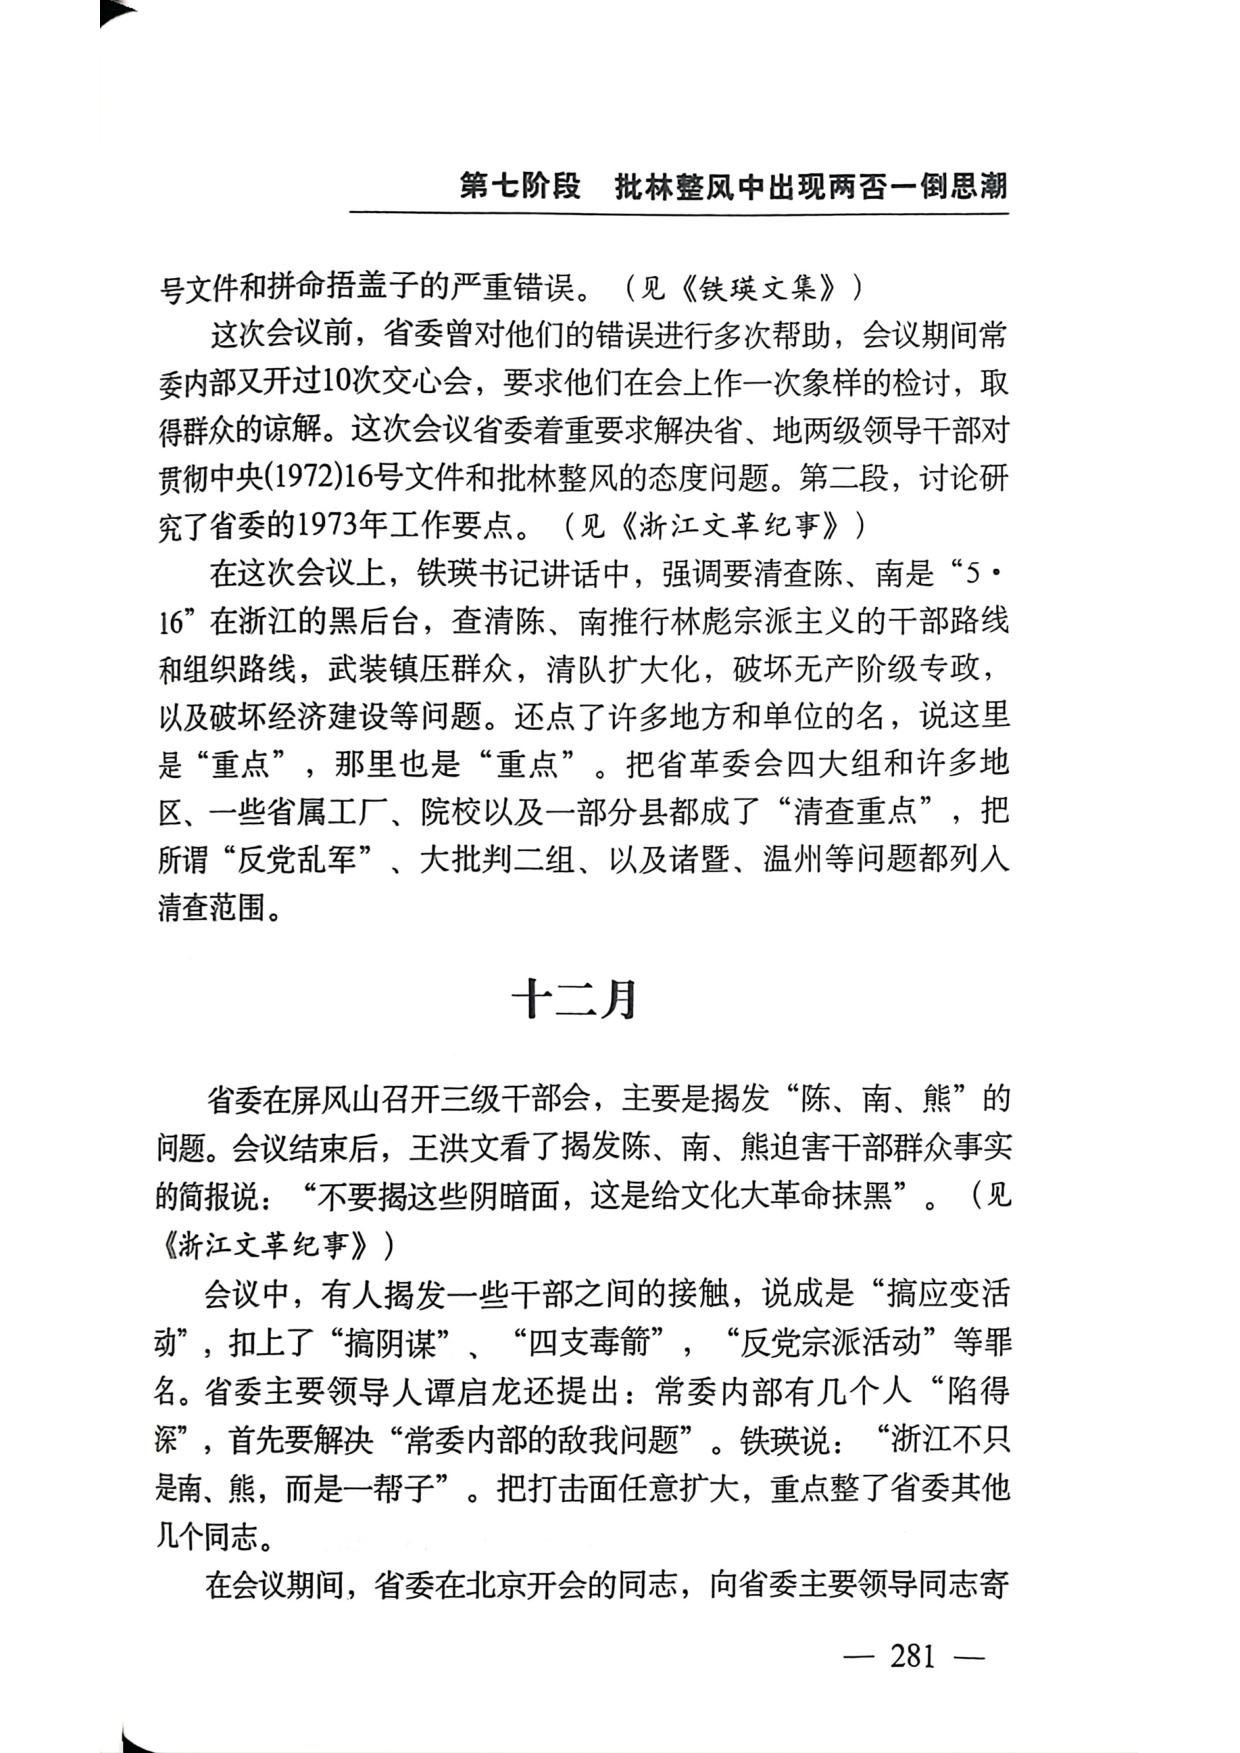 第七阶段　批林整风中出现两否一倒思潮
号文件和拼命捂盖子的严重错误。（见《铁瑛文集》）
这次会议前，省委曾对他们的错误进行多次帮助，会议期间常
委内部又开过10次交心会，要求他们在会上作一次象样的检讨，取
得群众的谅解。这次会议省委着重要求解决省、地两级领导干部对
贯彻中央(1972)16号文件和批林整风的态度问题。第二段，讨论研
究了省委的1973年工作要点。（见《浙江文革纪事》）
在这次会议上，铁瑛书记讲话中，强调要清查陈、南是“5·
16”在浙江的黑后台，查清陈、南推行林彪宗派主义的干部路线
和组织路线，武装镇压群众，清队扩大化，破坏无产阶级专政，
以及破坏经济建设等问题。还点了许多地方和单位的名，说这里
是“重点”，那里也是“重点”。把省革委会四大组和许多地
区、一些省属工厂、院校以及一部分县都成了“清查重点”，把
所谓“反党乱军”、大批判二组、以及诸暨、温州等问题都列入
清查范围。
十二月
省委在屏风山召开三级干部会，主要是揭发“陈、南、熊”的
问题。会议结束后，王洪文看了揭发陈、南、熊迫害干部群众事实
的简报说：“不要揭这些阴暗面，这是给文化大革命抹黑”。（见
《浙江文革纪事》）
会议中，有人揭发一些干部之间的接触，说成是“搞应变活
动”，扣上了“搞阴谋”、“四支毒箭”，“反党宗派活动”等罪
名。省委主要领导人谭启龙还提出：常委内部有几个人“陷得
深”，首先要解决“常委内部的敌我问题”。铁瑛说：“浙江不只
是南、熊，而是一帮子”。把打击面任意扩大，重点整了省委其他
几个同志。
在会议期间，省委在北京开会的同志，向省委主要领导同志寄
— 281 —